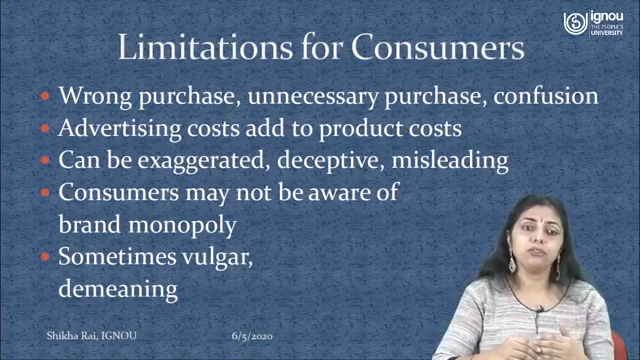 ignou
THE PEOPLE'S
UNIVERSITY
Limitations for Consumers
• Wrong purchase, unnecessary purchase, confusion
• Advertising costs add to product costs
• Can be exaggerated, deceptive, misleading
• Consumers may not be aware of
brand monopoly
• Sometimes vulgar,
demeaning
Shikha Rai, IGNOU 6/5/2020